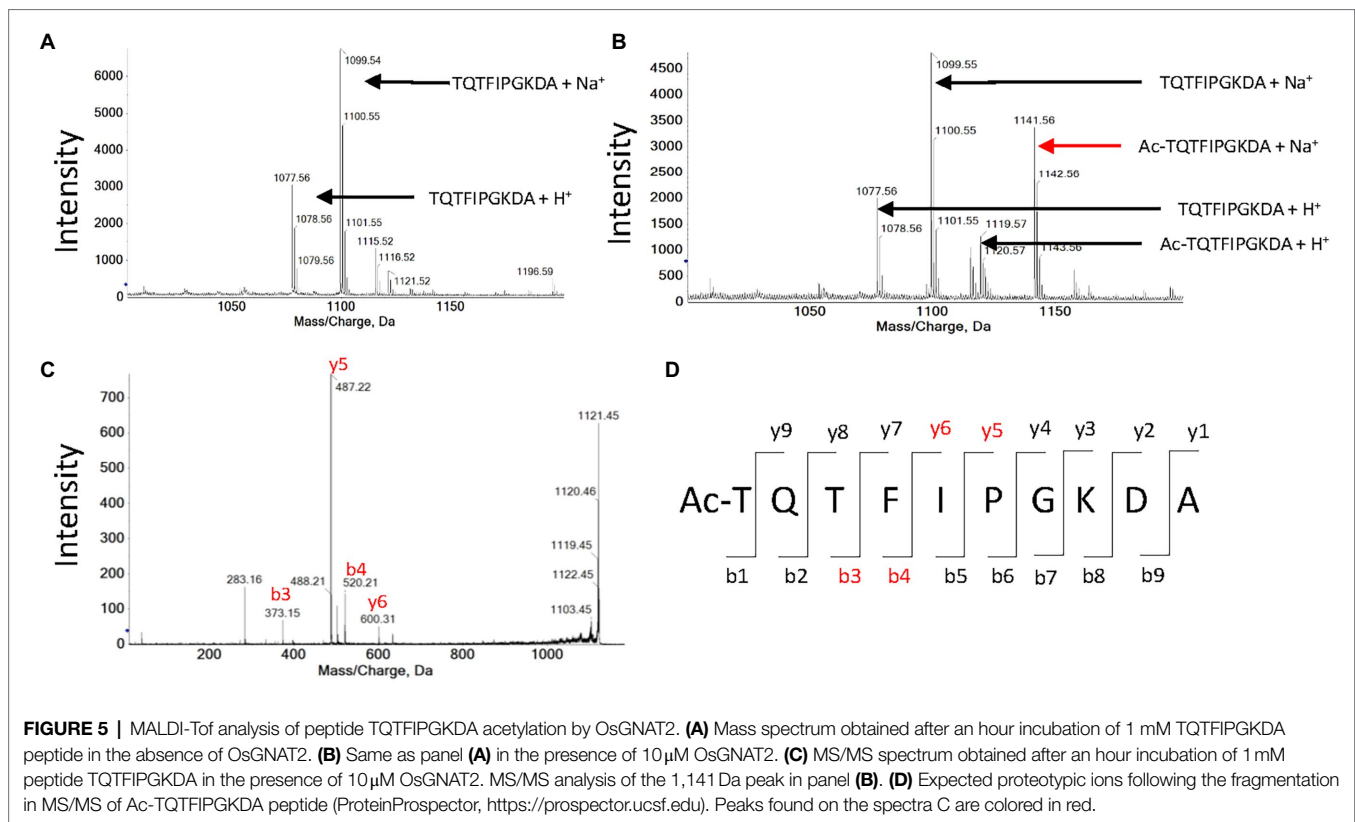 A
6000
5000
4000
3000
2000
1000
0
Intensity
1099.54
TQTFIPGKDA + Na⁺
1100.55
1077.56
TQTFIPGKDA + H⁺
1078.56
1101.55
1115.52
1079.56
1116.52
1121.52
1196.59
1050
1100
1150
Mass/Charge, Da
B
4500
4000
3500
3000
2500
2000
1500
1000
500
0
Intensity
1099.55
TQTFIPGKDA + Na⁺
1141.56
1100.55
Ac-TQTFIPGKDA + Na⁺
1142.56
1077.56
TQTFIPGKDA + H⁺
1078.56
1101.55
1119.57
Ac-TQTFIPGKDA + H⁺
1120.57
1143.56
1050
1100
1150
Mass/Charge, Da
C
700
600
500
400
300
200
100
0
Intensity
y5
487.22
1121.45
1120.46
1119.45
b4
283.16
488.21
520.21
1122.45
b3
y6
373.15
600.31
1103.45
200
400
600
800
1000
Mass/Charge, Da
D
y9 y8 y7 y6 y5 y4 y3 y2 y1
Ac-T Q T F I P G K D A
b1 b2 b3 b4 b5 b6 b7 b8 b9
FIGURE 5 | MALDI-Tof analysis of peptide TQTFIPGKDA acetylation by OsGNAT2. (A) Mass spectrum obtained after an hour incubation of 1 mM TQTFIPGKDA
peptide in the absence of OsGNAT2. (B) Same as panel (A) in the presence of 10 μM OsGNAT2. (C) MS/MS spectrum obtained after an hour incubation of 1 mM
peptide TQTFIPGKDA in the presence of 10 μM OsGNAT2. MS/MS analysis of the 1,141 Da peak in panel (B). (D) Expected proteotypic ions following the fragmentation
in MS/MS of Ac-TQTFIPGKDA peptide (ProteinProspector, https://prospector.ucsf.edu). Peaks found on the spectra C are colored in red.